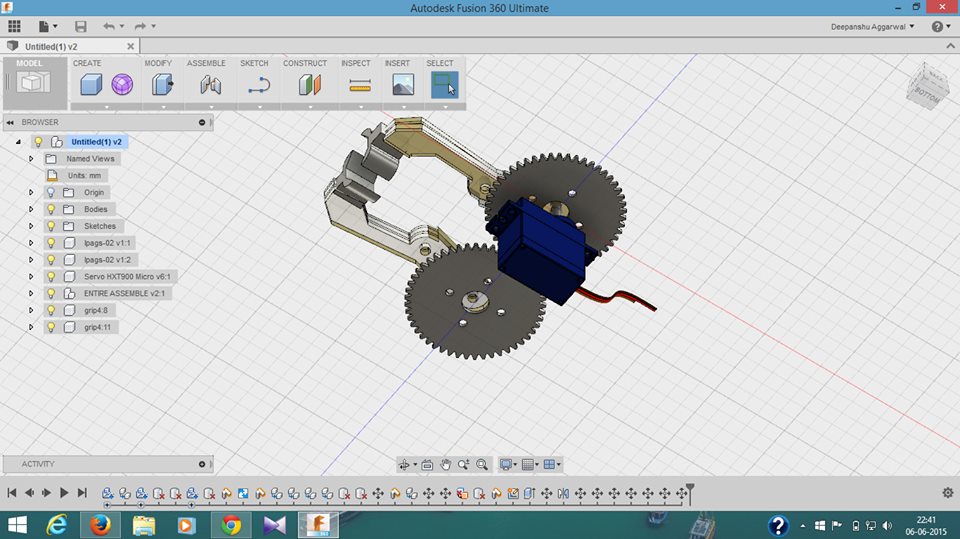 Autodesk Fusion 360 Ultimate
Deepanshu Aggarwal
Untitled(1) v2
MODEL CREATE MODIFY ASSEMBLE SKETCH CONSTRUCT INSPECT INSERT SELECT
BROWSER
Untitled(1) v2
Named Views
Units: mm
Origin
Bodies
Sketches
lpags-02 v1:1
lpags-02 v1:2
Servo HXT900 Micro v6:1
ENTIRE ASSEMBLE v2:1
grip4:8
grip4:11
BOTTOM
ACTIVITY
22:41
06-06-2015